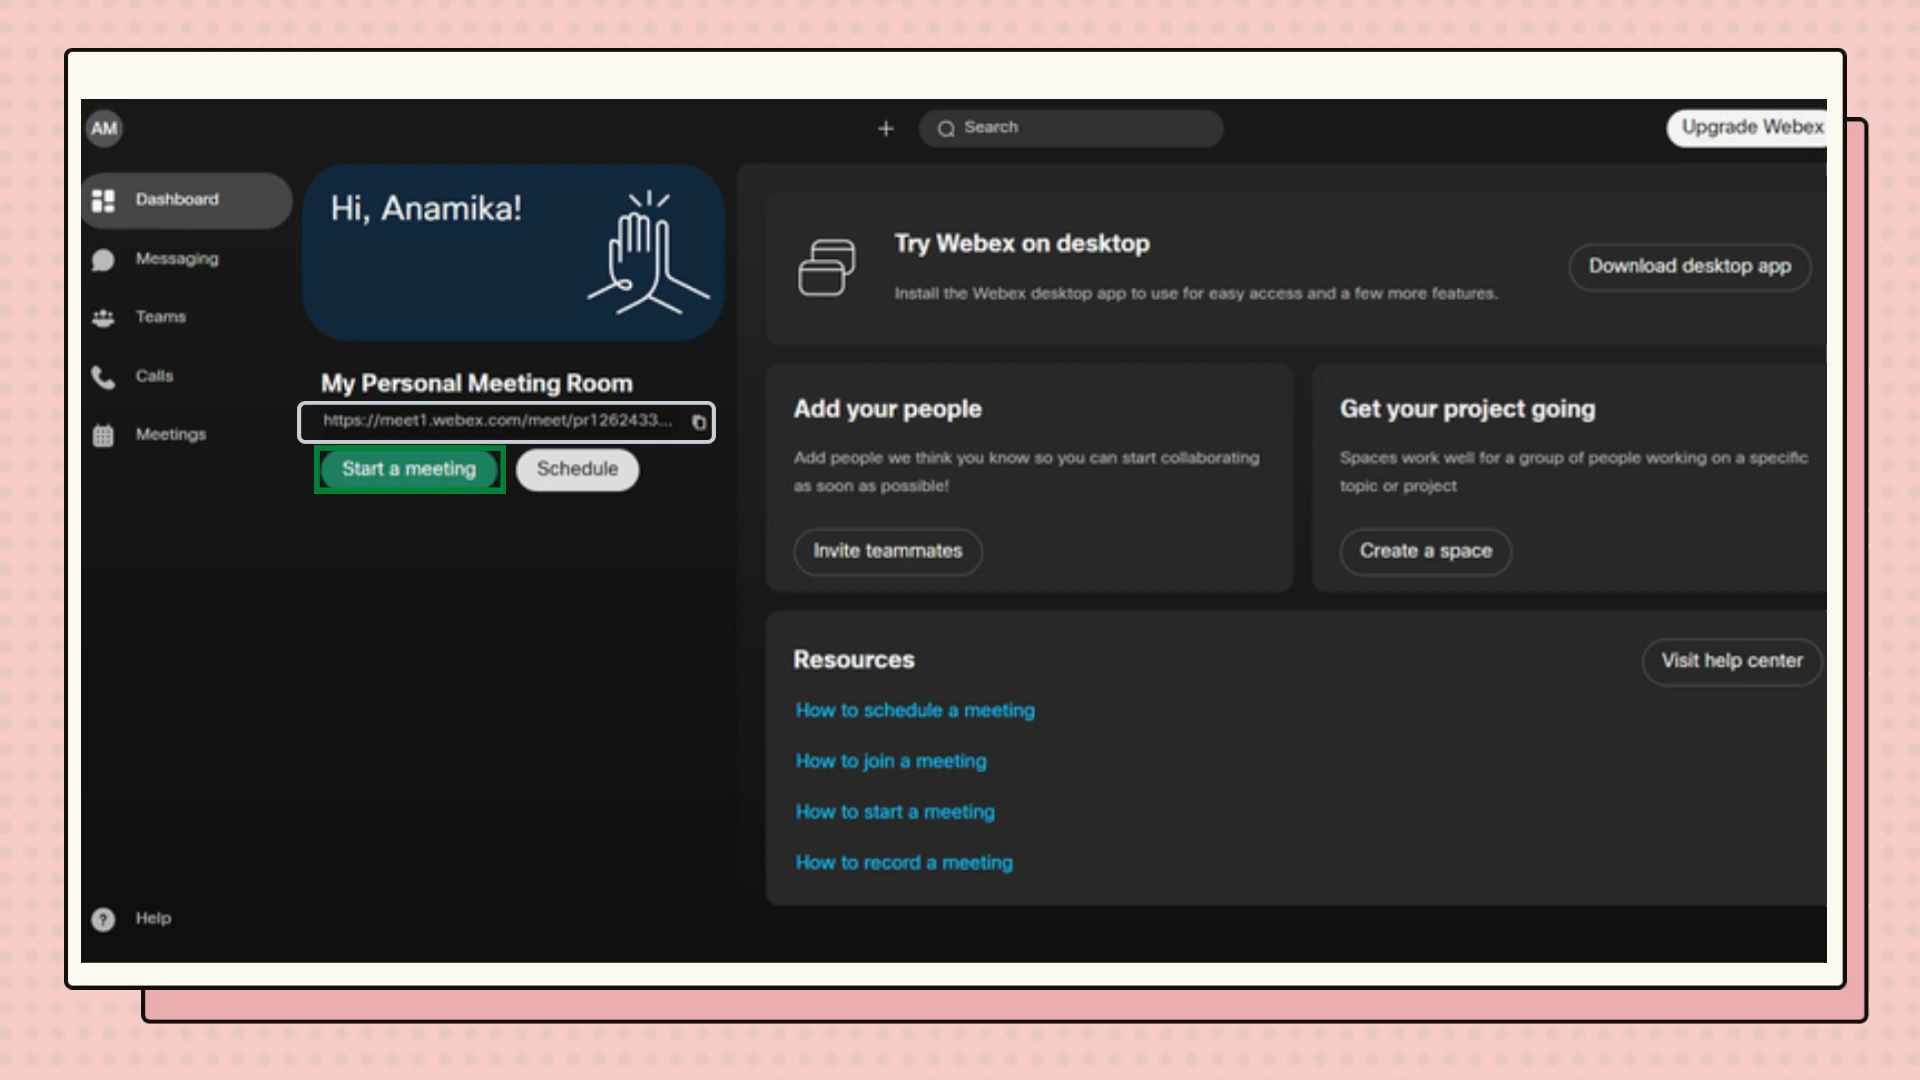 AM
+
Search
Upgrade Webex
Dashboard
Messaging
Teams
Calls
Meetings
Help
Hi, Anamika!
My Personal Meeting Room
https://meet1.webex.com/meet/pr1262433...
Start a meeting
Schedule
Try Webex on desktop
Install the Webex desktop app to use for easy access and a few more features.
Download desktop app
Add your people
Add people we think you know so you can start collaborating
as soon as possible!
Invite teammates
Get your project going
Spaces work well for a group of people working on a specific
topic or project
Create a space
Resources
Visit help center
How to schedule a meeting
How to join a meeting
How to start a meeting
How to record a meeting